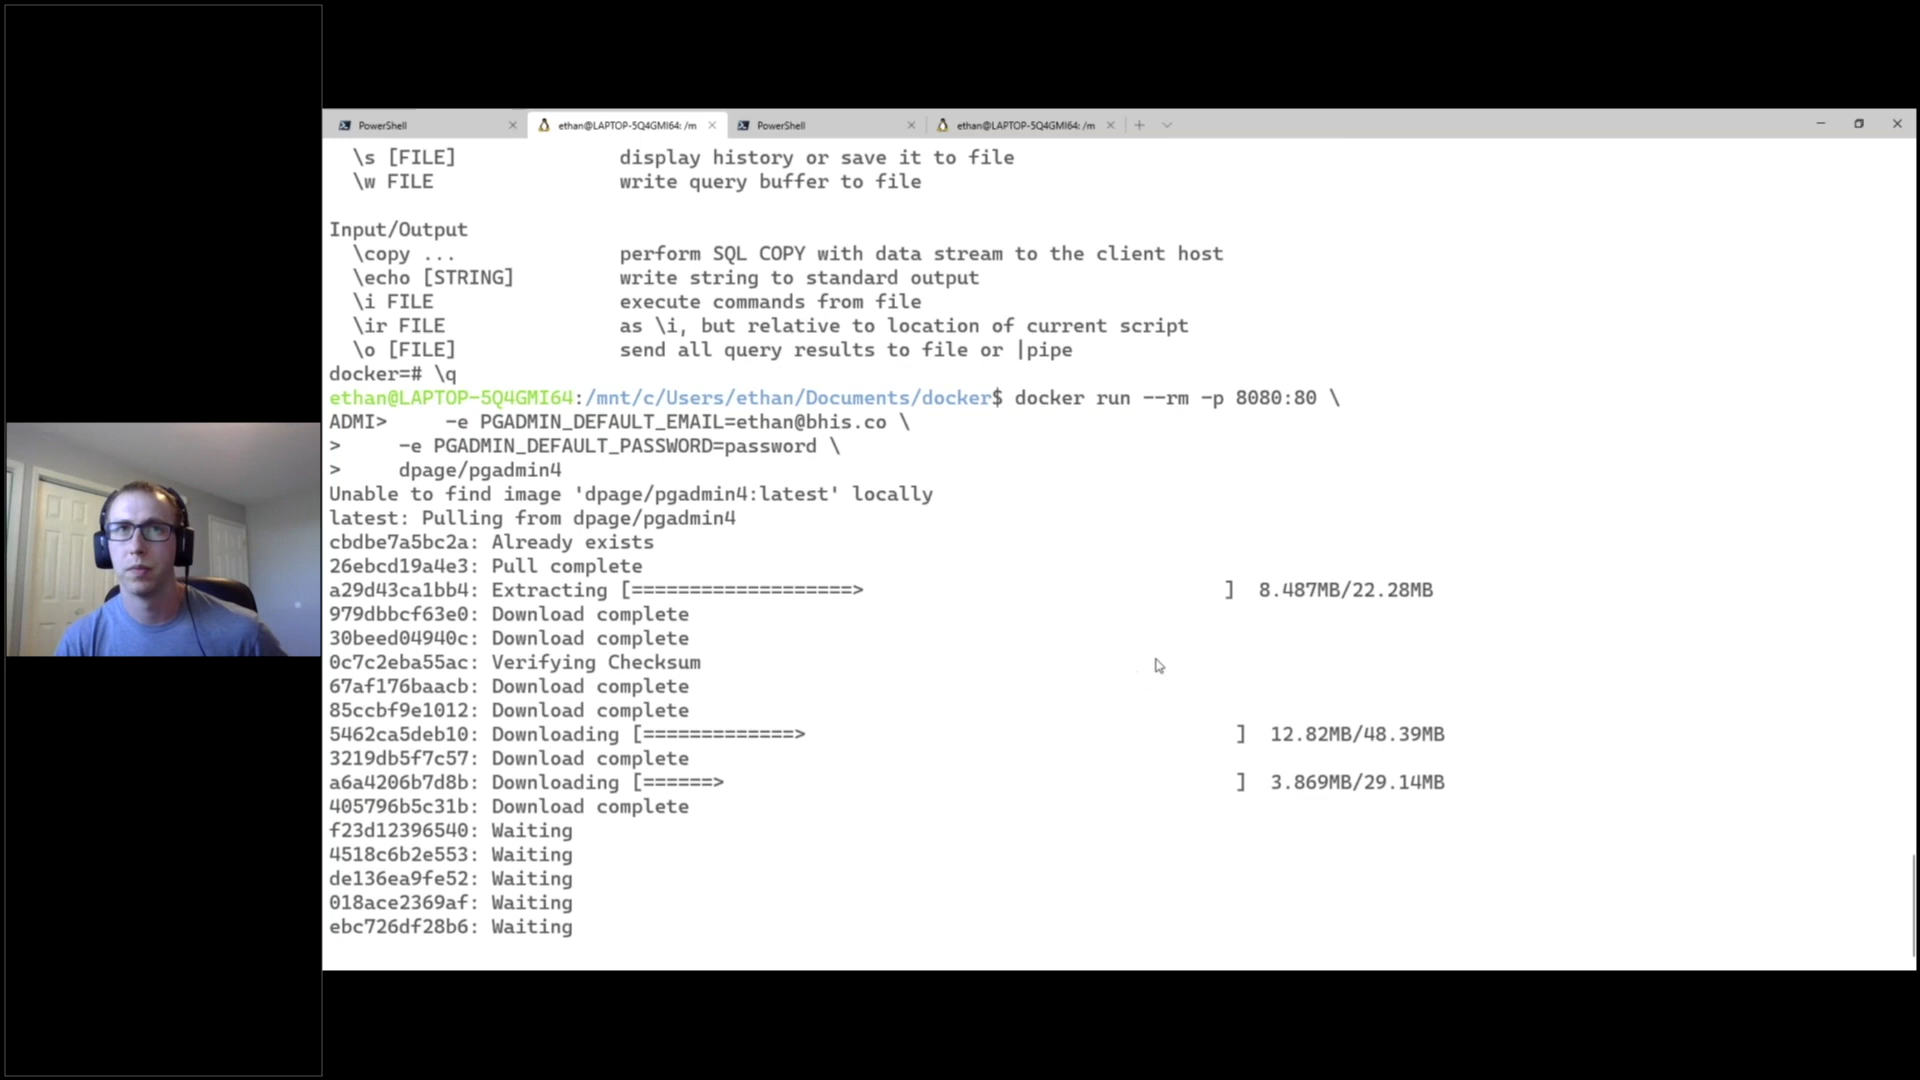 PowerShell
ethan@LAPTOP-5Q4GMI64: /m
PowerShell
ethan@LAPTOP-5Q4GMI64: /m
\s [FILE] display history or save it to file
\w FILE write query buffer to file
Input/Output
\copy ... perform SQL COPY with data stream to the client host
\echo [STRING] write string to standard output
\i FILE execute commands from file
\ir FILE as \i, but relative to location of current script
\o [FILE] send all query results to file or |pipe
docker=# \q
ethan@LAPTOP-5Q4GMI64:/mnt/c/Users/ethan/Documents/docker$ docker run --rm -p 8080:80 \
ADMI> -e PGADMIN_DEFAULT_EMAIL=ethan@bhis.co \
> -e PGADMIN_DEFAULT_PASSWORD=password \
> dpage/pgadmin4
Unable to find image 'dpage/pgadmin4:latest' locally
latest: Pulling from dpage/pgadmin4
cbdbe7a5bc2a: Already exists
26ebcd19a4e3: Pull complete
a29d43ca1bb4: Extracting [===================> ] 8.487MB/22.28MB
979dbbcf63e0: Download complete
30beed04940c: Download complete
0c7c2eba55ac: Verifying Checksum
67af176baacb: Download complete
85ccbf9e1012: Download complete
5462ca5deb10: Downloading [=============> ] 12.82MB/48.39MB
3219db5f7c57: Download complete
a6a4206b7d8b: Downloading [======> ] 3.869MB/29.14MB
405796b5c31b: Download complete
f23d12396540: Waiting
4518c6b2e553: Waiting
de136ea9fe52: Waiting
018ace2369af: Waiting
ebc726df28b6: Waiting